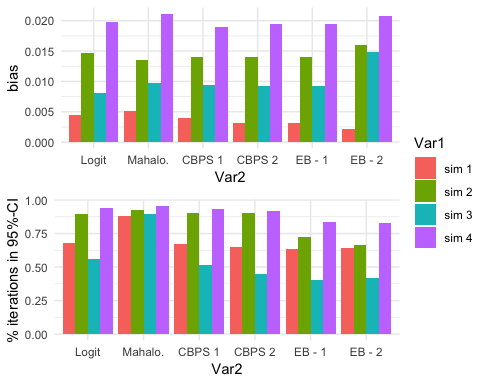 bias
0.020
0.015
0.010
0.005
0.000
Logit Mahalo. CBPS 1 CBPS 2 EB - 1 EB - 2
Var2
Var1
sim 1
sim 2
sim 3
sim 4
% iterations in 95%-CI
1.00
0.75
0.50
0.25
0.00
Logit Mahalo. CBPS 1 CBPS 2 EB - 1 EB - 2
Var2